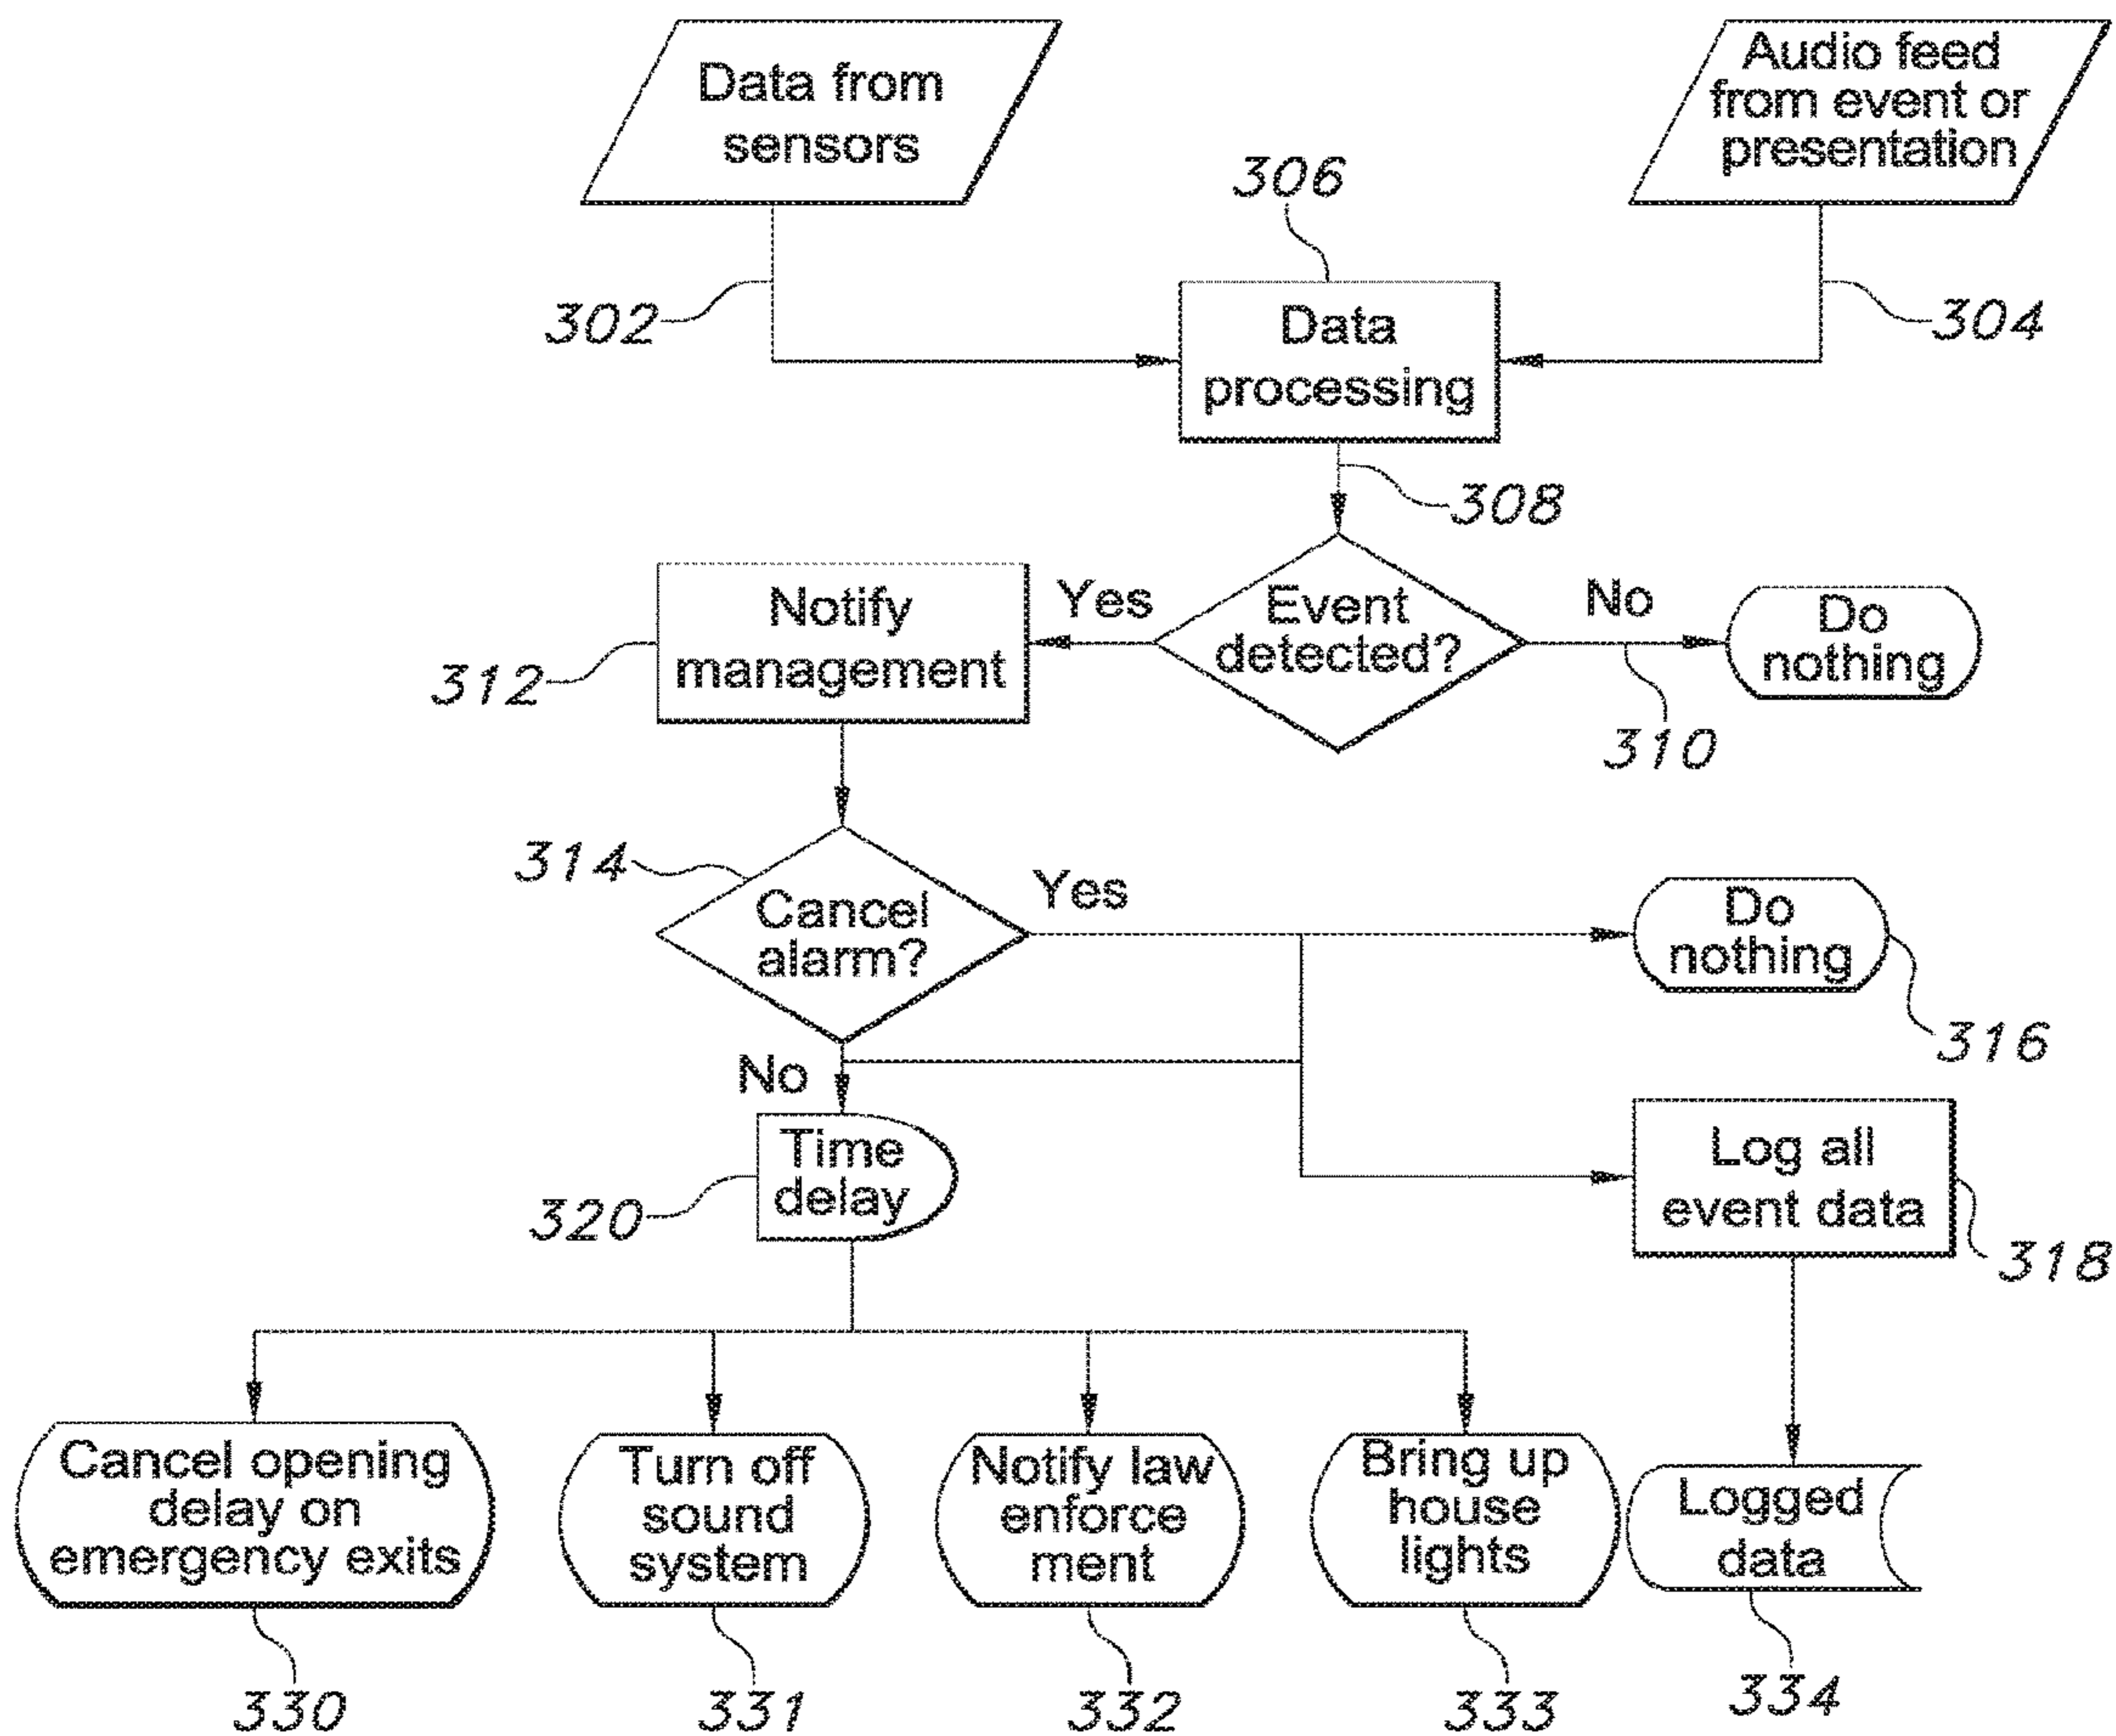 Data from
sensors
Audio feed
from event or
presentation
306
302
Data
processing
304
308
Notify
management
Yes
Event
detected?
No
Do
nothing
312
310
314
Cancel
alarm?
Yes
Do
nothing
316
No
Time
delay
320
Log all
event data
318
Cancel opening
delay on
emergency exits
Turn off
sound
system
Notify law
enforce
ment
Bring up
house
lights
Logged
data
330
331
332
333
334